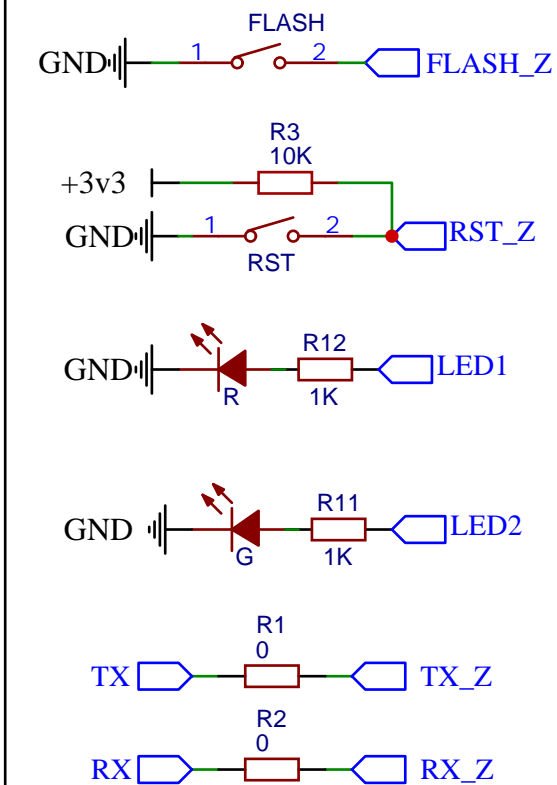 FLASH
GND 1 2 FLASH_Z
R3
10K
+3v3
GND 1 2 RST_Z
RST
R12
GND LED1
R 1K
R11
GND LED2
G 1K
R1
0
TX TX_Z
R2
0
RX RX_Z